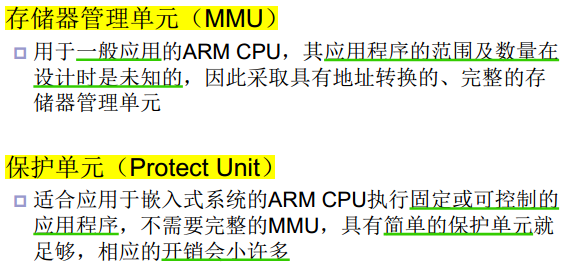 存储器管理单元（MMU）
用于一般应用的ARM CPU，其应用程序的范围及数量在
设计时是未知的，因此采取具有地址转换的、完整的存
储器管理单元
保护单元（Protect Unit）
适合应用于嵌入式系统的ARM CPU执行固定或可控制的
应用程序，不需要完整的MMU，具有简单的保护单元就
足够，相应的开销会小许多